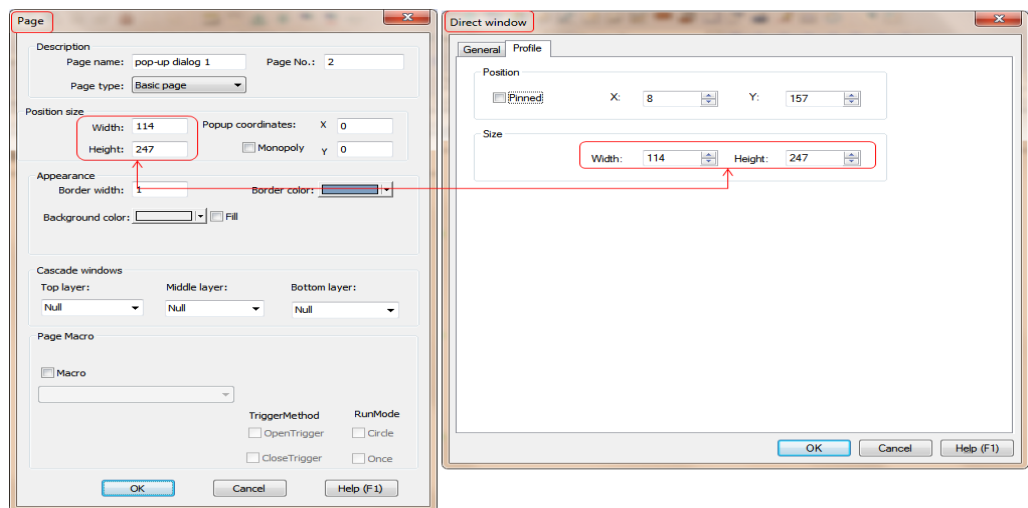 Page
Description
Page name: pop-up dialog 1 Page No.: 2
Page type: Basic page
Position size
Width: 114 Popup coordinates: X 0
Height: 247 Monopoly Y 0
Appearance
Border width: 1 Border color:
Background color: Fill
Cascade windows
Top layer: Middle layer: Bottom layer:
Null Null Null
Page Macro
Macro
TriggerMethod RunMode
OpenTrigger Circle
CloseTrigger Once
OK Cancel Help (F1)
Direct window
General Profile
Position
Pinned X: 8 Y: 157
Size
Width: 114 Height: 247
OK Cancel Help (F1)